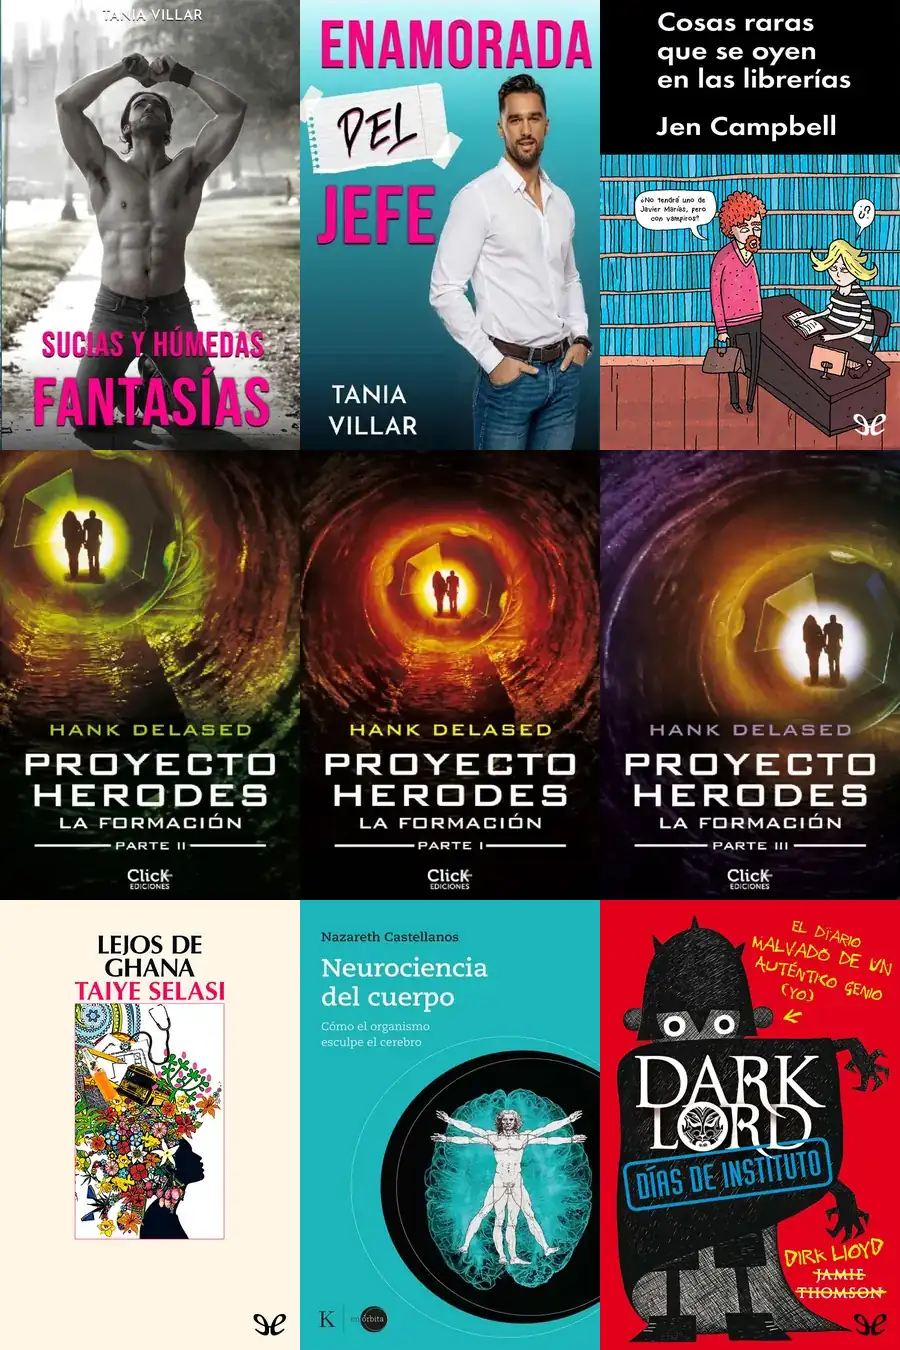 TANIA VILLAR
SUCIAS Y HÚMEDAS
FANTASÍAS
ENAMORADA
DEL
JEFE
TANIA
VILLAR
Cosas raras
que se oyen
en las librerías
Jen Campbell
¿No tendrá uno de
Javier Marías, pero
con vampiros?
¿?
HANK DELASED
PROYECTO
HERODES
LA FORMACIÓN
PARTE II
Click
EDICIONES
HANK DELASED
PROYECTO
HERODES
LA FORMACIÓN
PARTE I
Click
EDICIONES
HANK DELASED
PROYECTO
HERODES
LA FORMACIÓN
PARTE III
Click
EDICIONES
LEJOS DE
GHANA
TAIYE SELASI
Nazareth Castellanos
Neurociencia
del cuerpo
Cómo el organismo
esculpe el cerebro
K
en órbita
EL DIARIO
MALVADO DE UN
AUTÉNTICO GENIO
(YO)
DARK
LORD
DÍAS DE INSTITUTO
DIRK LLOYD
JAMIE
THOMSON